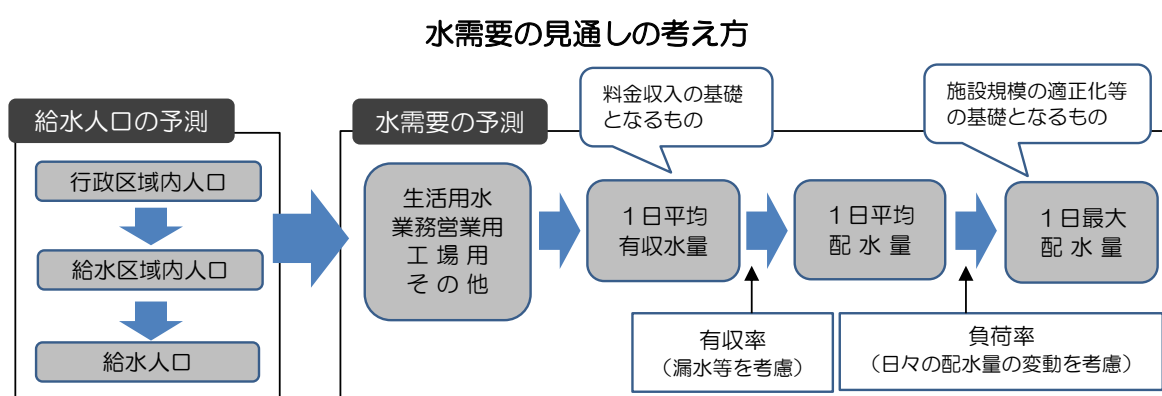 水需要の見通しの考え方
給水人口の予測
行政区域内人口
給水区域内人口
給水人口
水需要の予測
生活用水
業務営業用
工場用
その他
料金収入の基礎
となるもの
１日平均
有収水量
有収率
（漏水等を考慮）
１日平均
配水量
負荷率
（日々の配水量の変動を考慮）
施設規模の適正化等
の基礎となるもの
１日最大
配水量